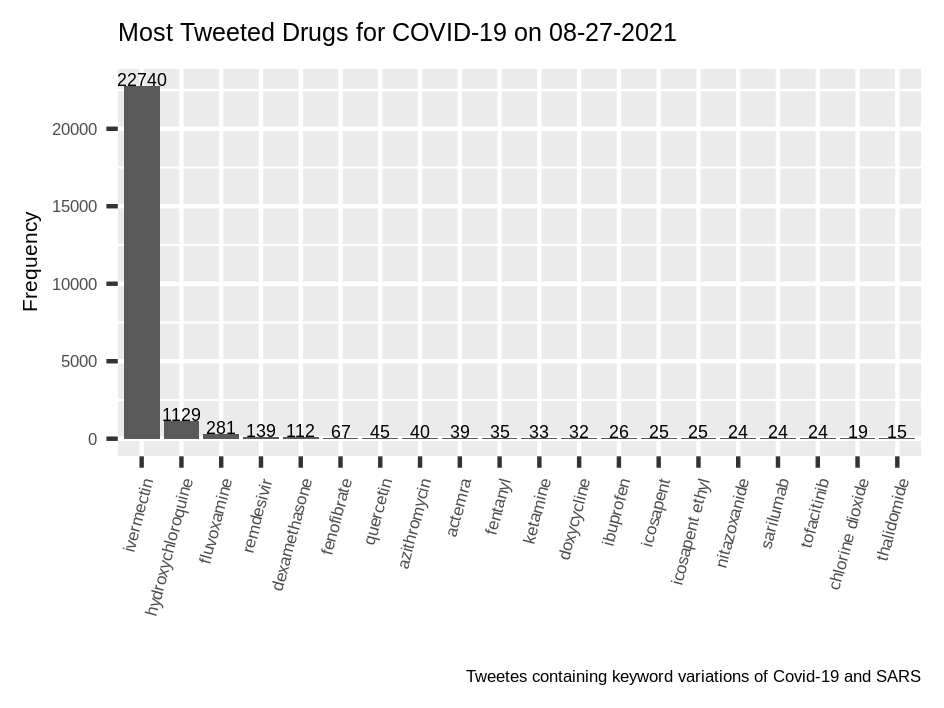 Most Tweeted Drugs for COVID-19 on 08-27-2021
Frequency
20000
15000
10000
5000
0
22740
1129
281
139
112
67
45
40
39
35
33
32
26
25
25
24
24
24
19
15
ivermectin
hydroxychloroquine
fluvoxamine
remdesivir
dexamethasone
fenofibrate
quercetin
azithromycin
actemra
fentanyl
ketamine
doxycycline
ibuprofen
icosapent
icosapent ethyl
nitazoxanide
sarilumab
tofacitinib
chlorine dioxide
thalidomide
Tweetes containing keyword variations of Covid-19 and SARS